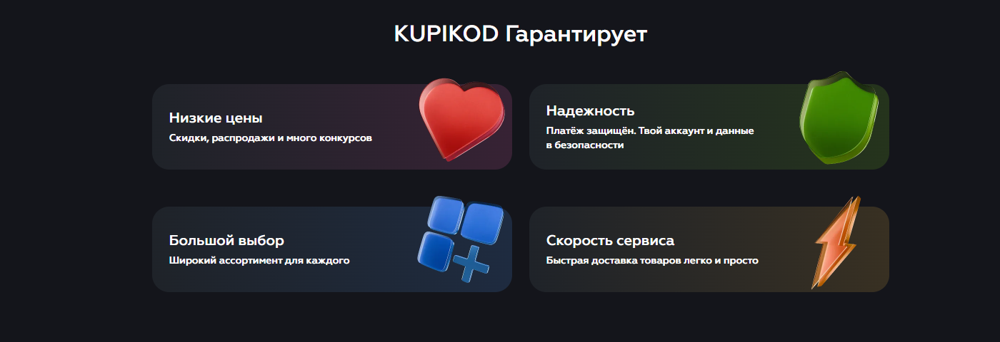 KUPIKOD Гарантирует
Низкие цены
Скидки, распродажи и много конкурсов
Надежность
Платёж защищён. Твой аккаунт и данные
в безопасности
Большой выбор
Широкий ассортимент для каждого
Скорость сервиса
Быстрая доставка товаров легко и просто